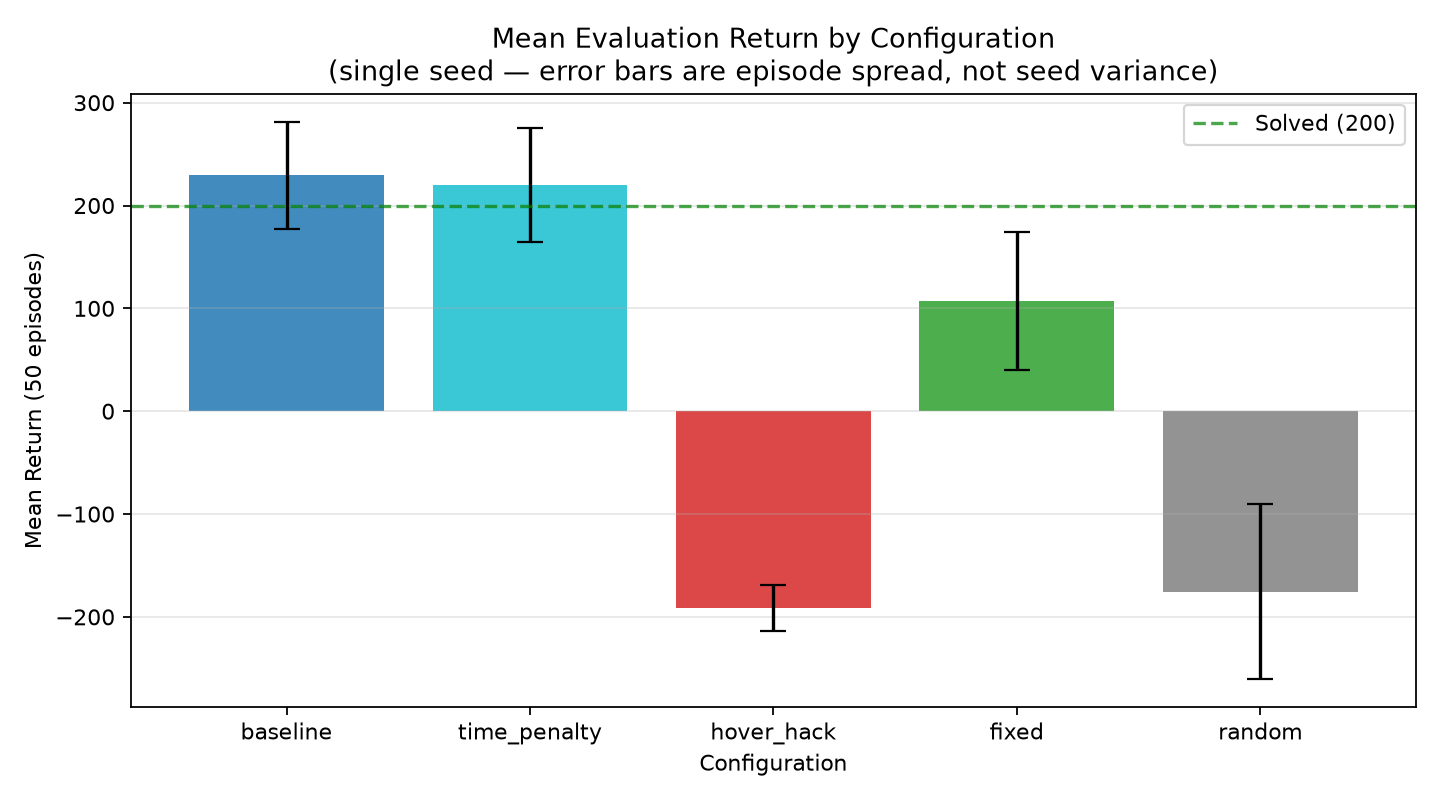 Mean Evaluation Return by Configuration
(single seed — error bars are episode spread, not seed variance)
Solved (200)
Mean Return (50 episodes)
300
200
100
0
−100
−200
baseline
time_penalty
hover_hack
fixed
random
Configuration